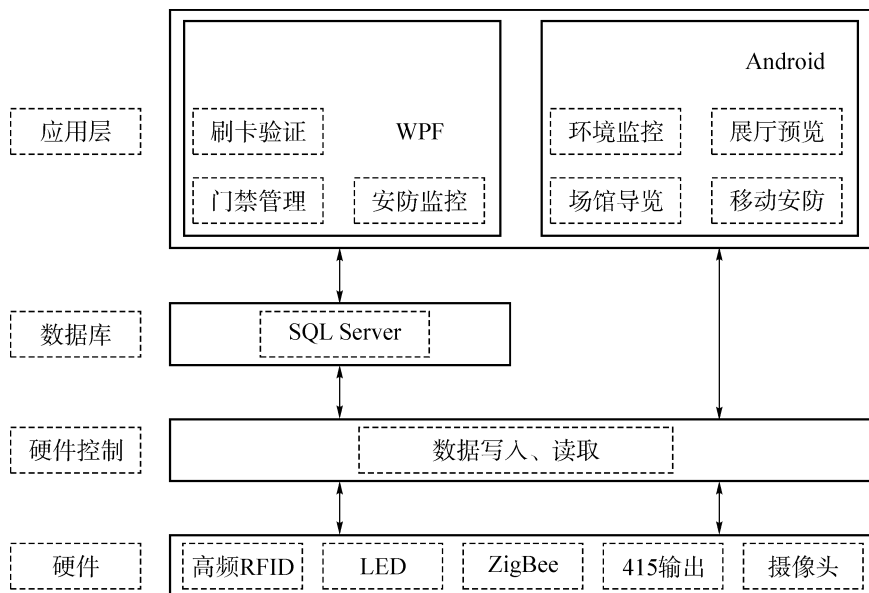 Android
应用层
刷卡验证
WPF
环境监控
展厅预览
门禁管理
安防监控
场馆导览
移动安防
数据库
SQL Server
硬件控制
数据写入、读取
硬件
高频RFID
LED
ZigBee
415输出
摄像头